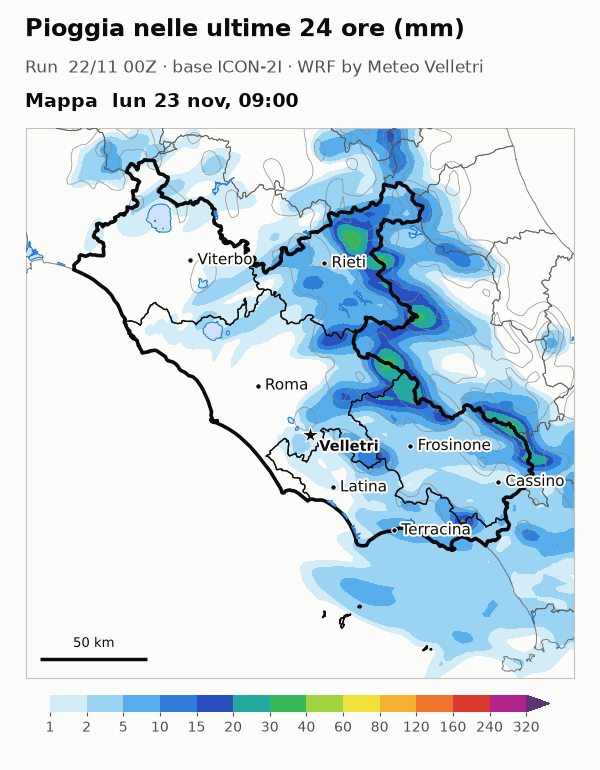 Pioggia nelle ultime 24 ore (mm)
Run  22/11 00Z · base ICON-2I · WRF by Meteo Velletri
Mappa  lun 23 nov, 09:00
Viterbo
Rieti
Roma
Velletri
Frosinone
Latina
Cassino
Terracina
50 km
1 2 5 10 15 20 30 40 60 80 120 160 240 320